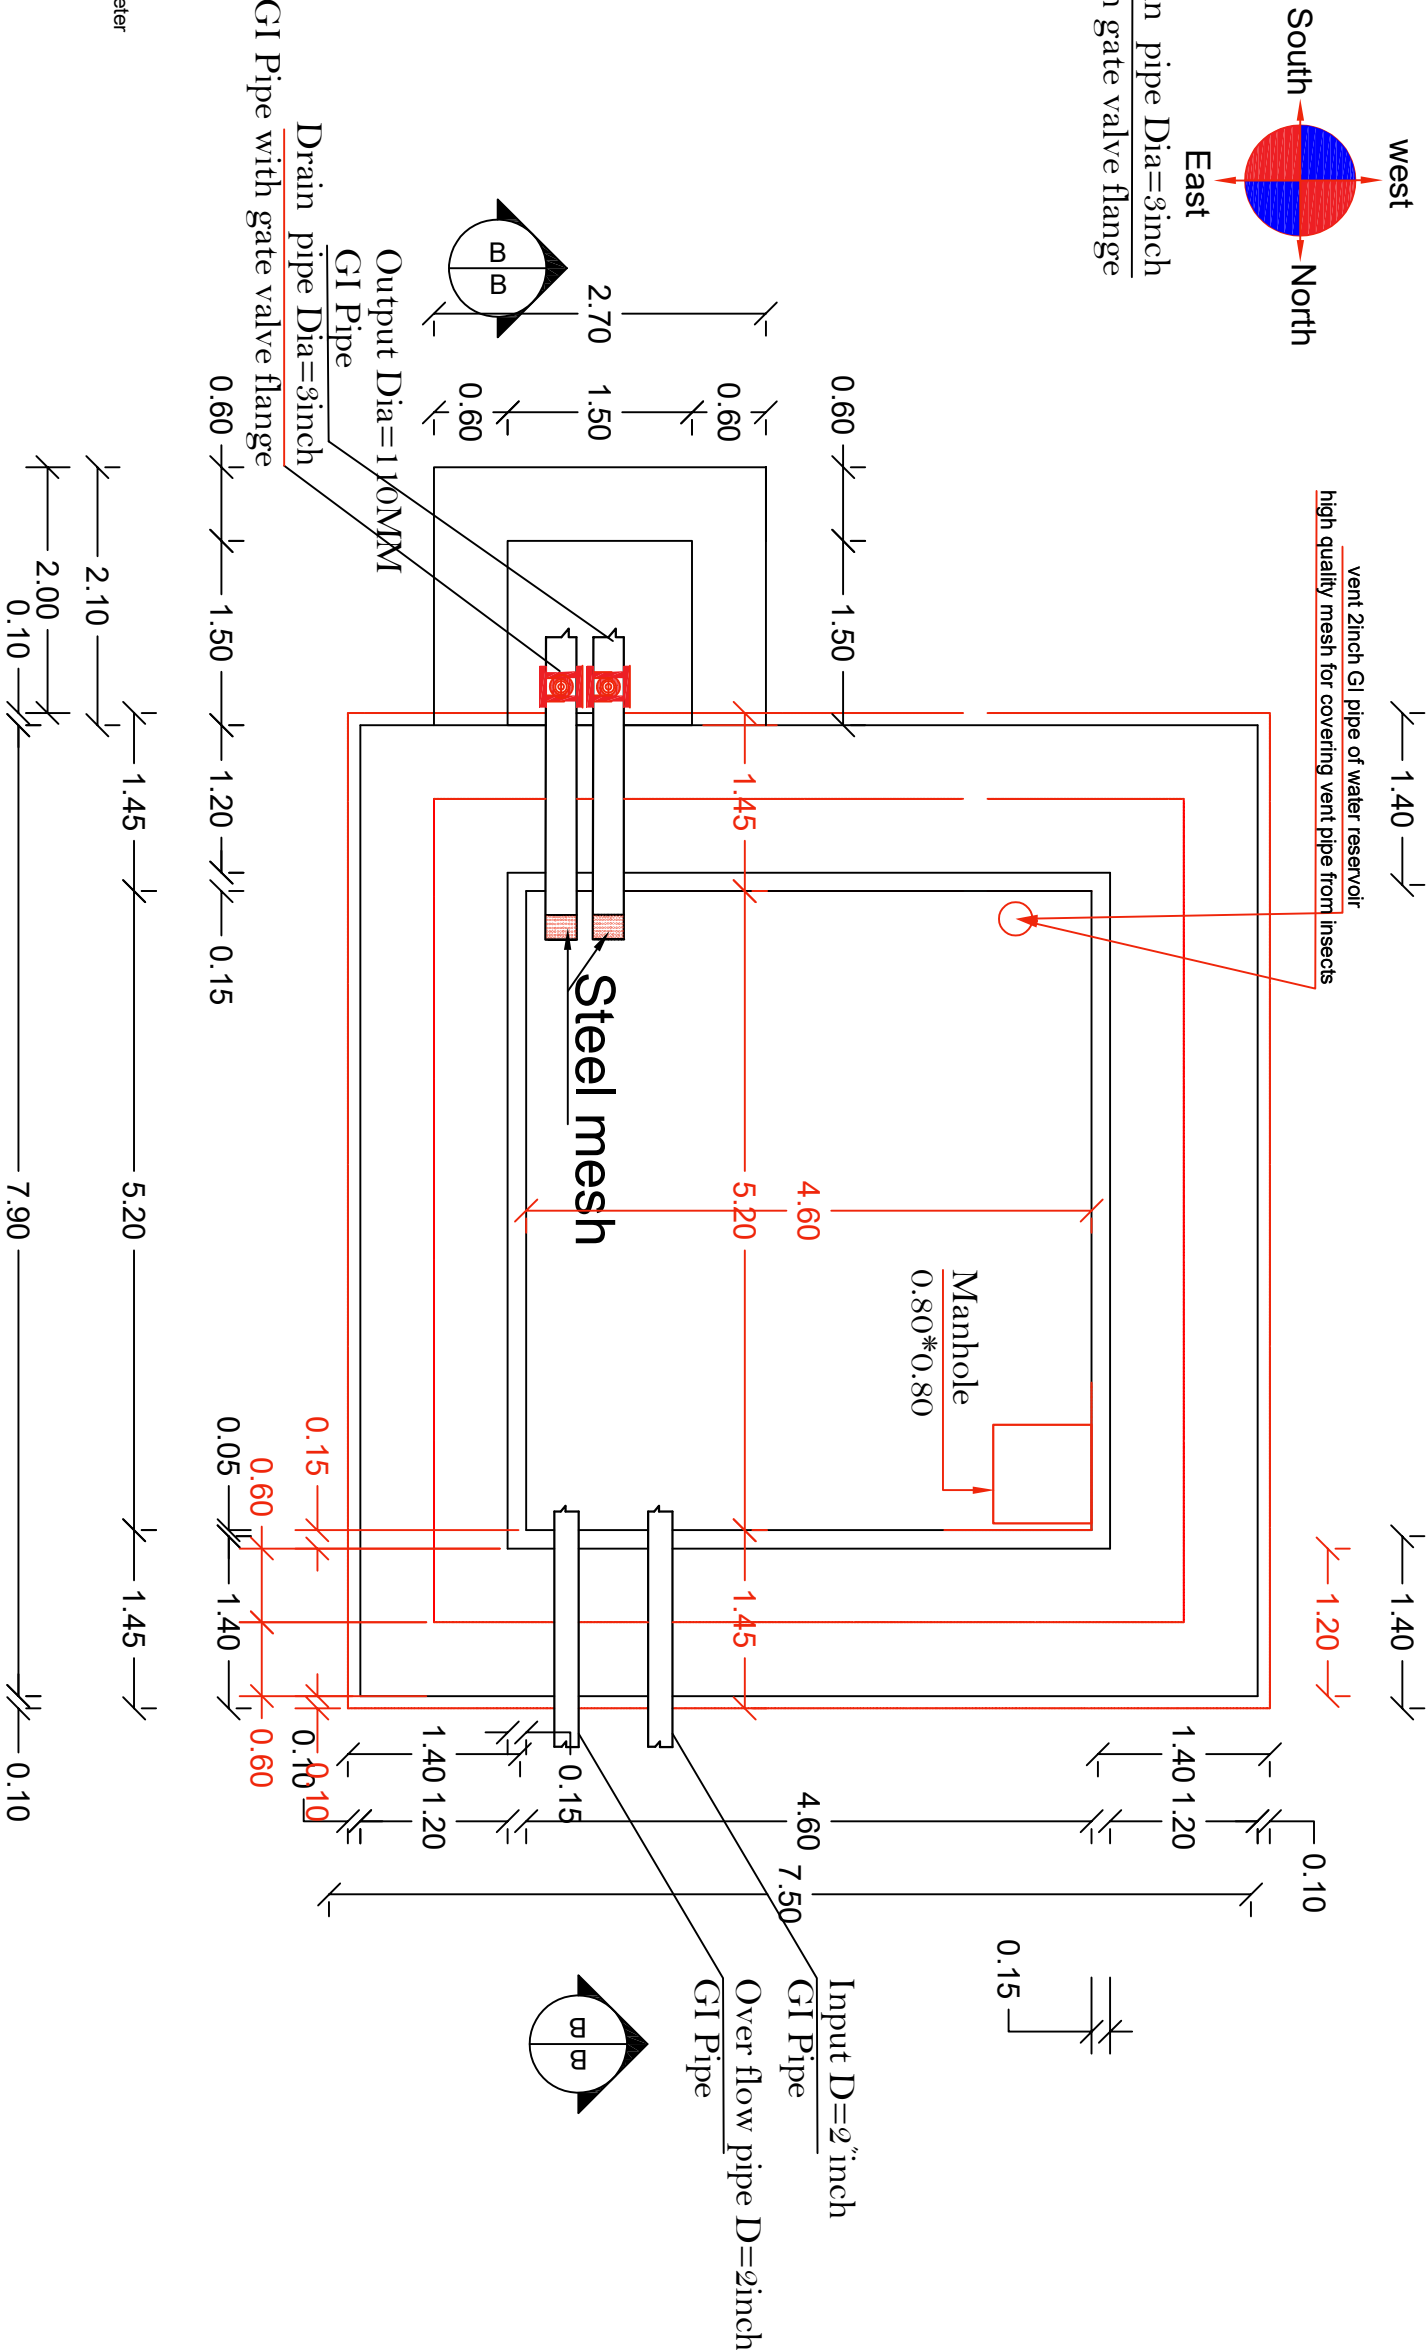 west
South
North
East
in pipe Dia=3inch
n gate valve flange
vent 2inch GI pipe of water reservoir
high quality mesh for covering vent pipe from insects
1.40
1.40
1.20
B
B
2.70
0.60
1.50
0.60
0.60
1.50
Output Dia=110MM
GI Pipe
Drain pipe Dia=3inch
GI Pipe with gate valve flange
0.60
1.50
1.20
0.15
2.10
2.00
0.10
1.45
5.20
1.45
7.90
0.10
1.45
5.20
1.45
4.60
Steel mesh
Manhole
0.80*0.80
0.15
0.60
0.05
1.40
0.60
0.10
0.10
1.40
1.20
0.15
4.60
7.50
1.40
1.20
0.10
0.15
Input D=2"inch
GI Pipe
Over flow pipe D=2inch
GI Pipe
B
B
eter